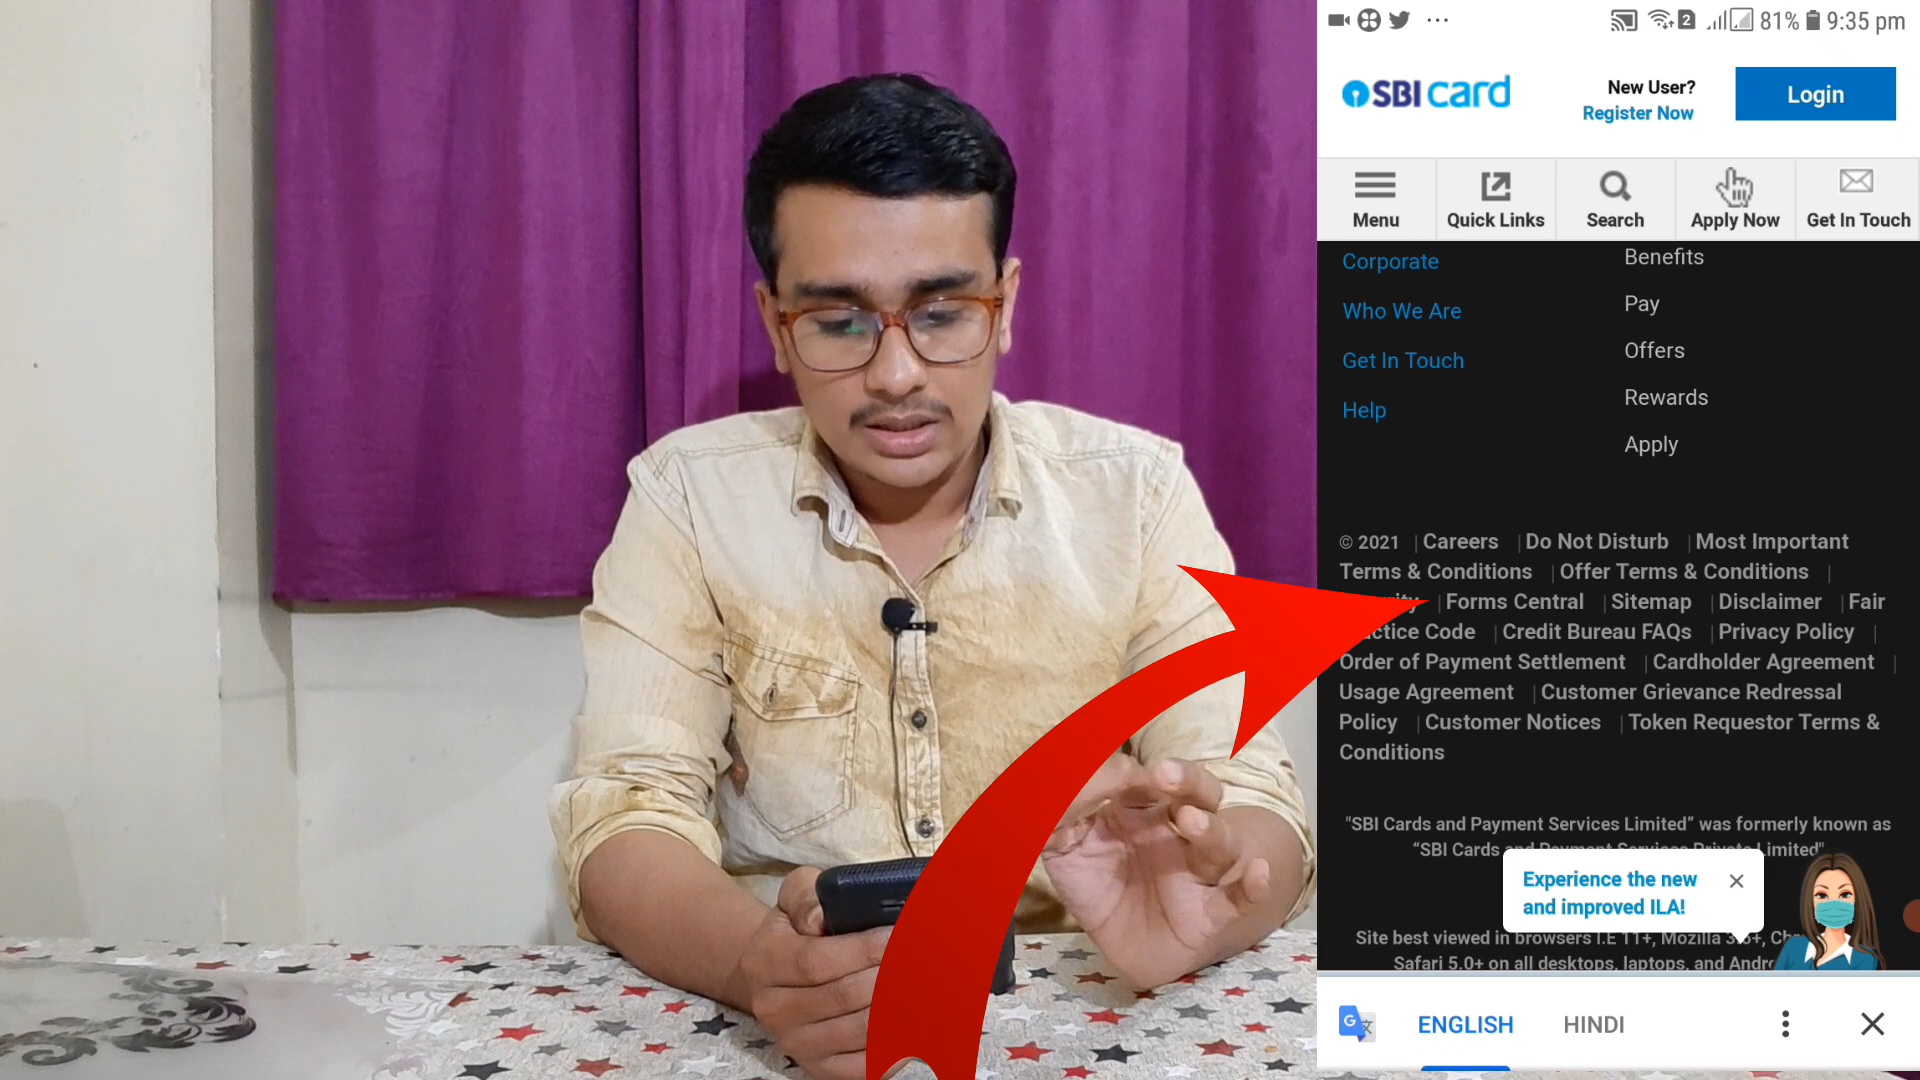 2 81% 9:35 pm
SBI card
New User?
Register Now
Login
Menu
Quick Links
Search
Apply Now
Get In Touch
Corporate
Who We Are
Get In Touch
Help
Benefits
Pay
Offers
Rewards
Apply
© 2021 | Careers | Do Not Disturb | Most Important
Terms & Conditions | Offer Terms & Conditions |
| Forms Central | Sitemap | Disclaimer | Fair
Code | Credit Bureau FAQs | Privacy Policy |
Order of Payment Settlement | Cardholder Agreement |
Usage Agreement | Customer Grievance Redressal
Policy | Customer Notices | Token Requestor Terms &
Conditions
"SBI Cards and Payment Services Limited” was formerly known as
“SBI Cards and Payment Services Private Limited"
Experience the new
and improved ILA!
Site best viewed in browsers I.E 11+, Mozilla
Safari 5.0+ on all desktops, laptops, and
G
ENGLISH
HINDI